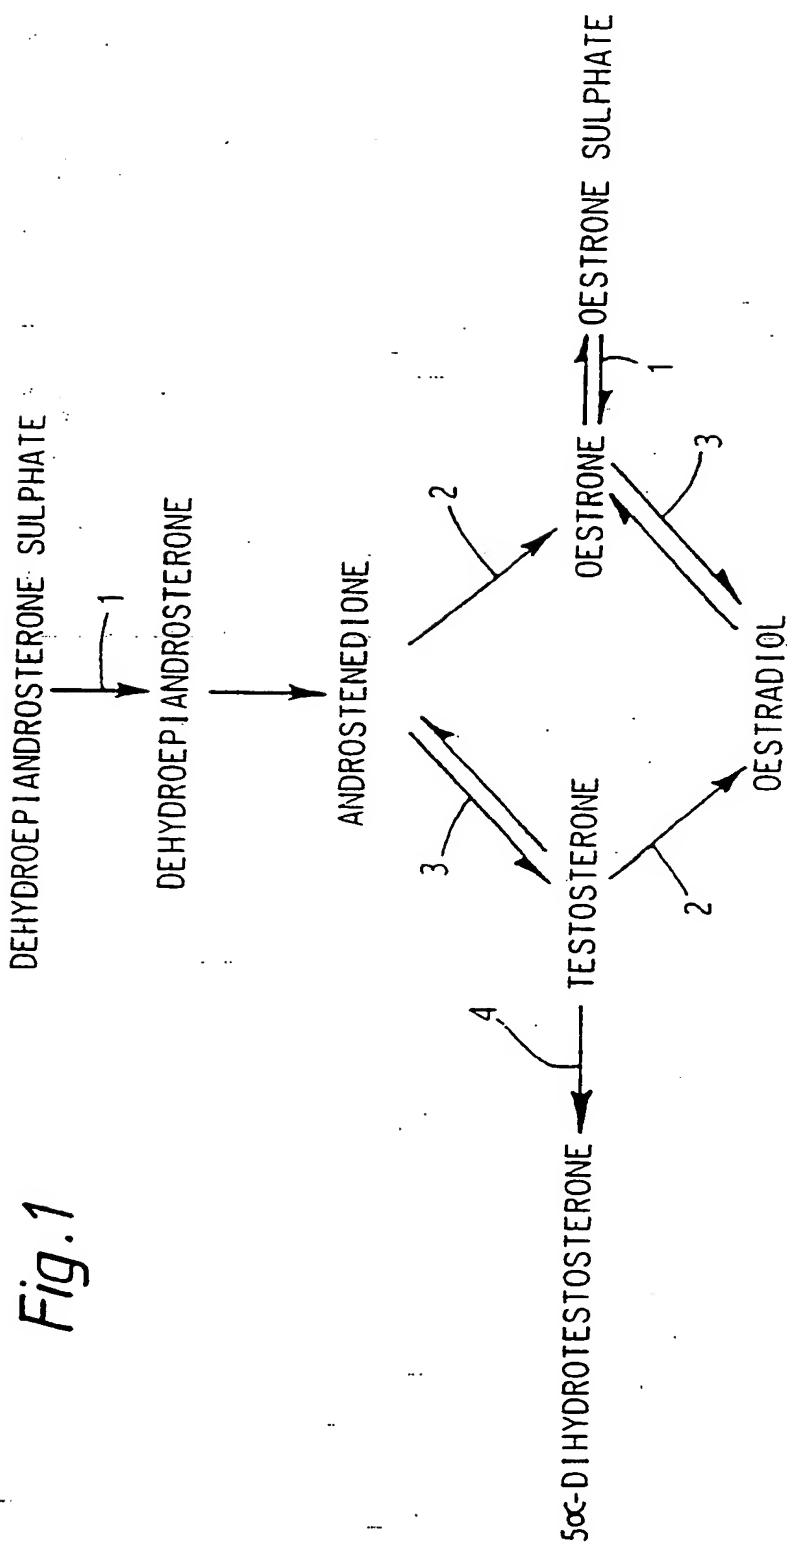 Fig.1
DEHYDROEPIANDROSTERONE SULPHATE
1
DEHYDROEPIANDROSTERONE
ANDROSTENEDIONE
3
2
4
5α-DIHYDROTESTOSTERONE
TESTOSTERONE
OESTRONE
OESTRONE SULPHATE
1
2
3
OESTRADIOL